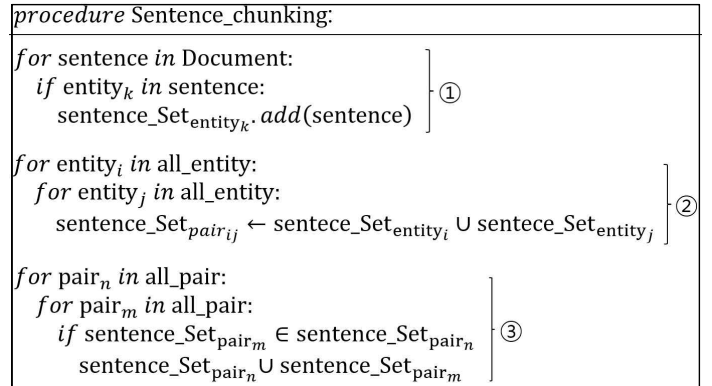 procedure Sentence_chunking:
for sentence in Document:
if entity_k in sentence:
sentence_Set_entity_k.add(sentence)
①
for entity_i in all_entity:
for entity_j in all_entity:
sentence_Set_pair_ij ← sentece_Set_entity_i ∪ sentece_Set_entity_j
②
for pair_n in all_pair:
for pair_m in all_pair:
if sentence_Set_pair_m ∈ sentence_Set_pair_n
sentence_Set_pair_n ∪ sentence_Set_pair_m
③